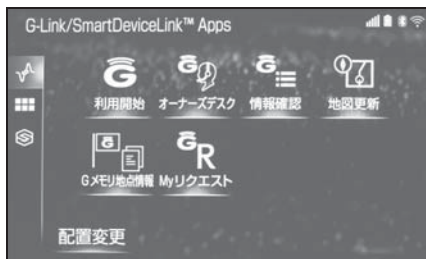 G-Link/SmartDeviceLink™ Apps
利用開始 オーナーズデスク 情報確認 地図更新
Gメモリ地点情報 Myリクエスト
配置変更